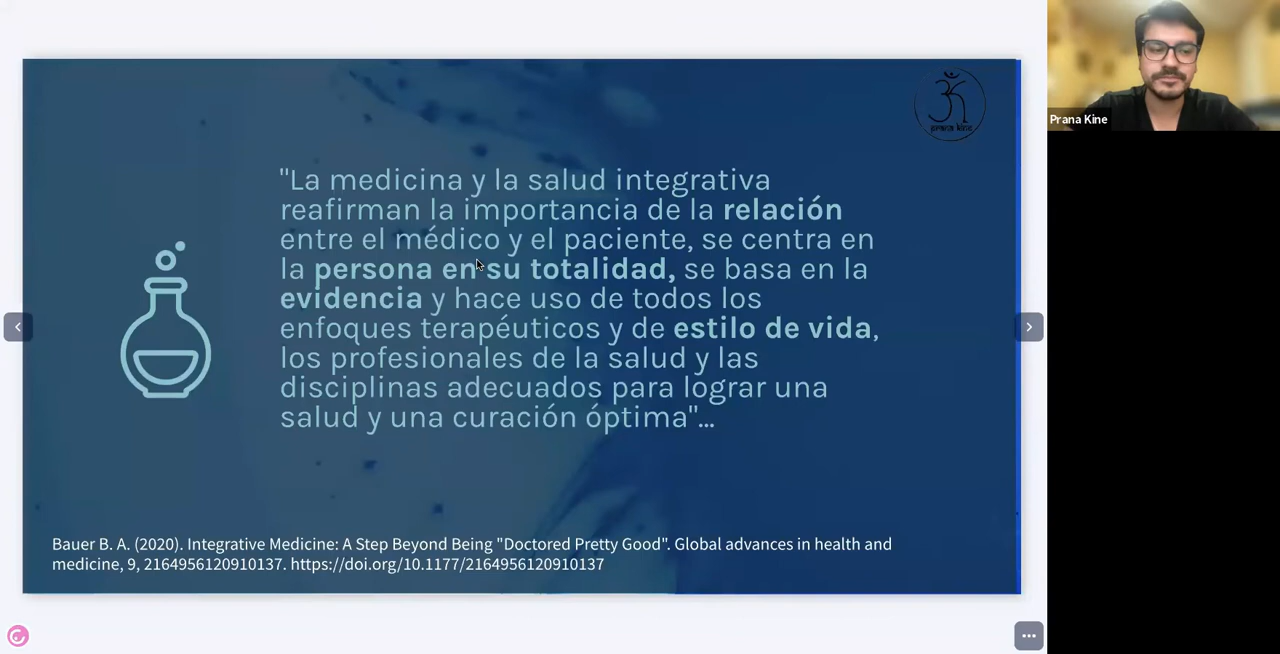 prana kine
"La medicina y la salud integrativa
reafirman la importancia de la relación
entre el médico y el paciente, se centra en
la persona en su totalidad, se basa en la
evidencia y hace uso de todos los
enfoques terapéuticos y de estilo de vida,
los profesionales de la salud y las
disciplinas adecuados para lograr una
salud y una curación óptima"...
Bauer B. A. (2020). Integrative Medicine: A Step Beyond Being "Doctored Pretty Good". Global advances in health and
medicine, 9, 2164956120910137. https://doi.org/10.1177/2164956120910137
Prana Kine